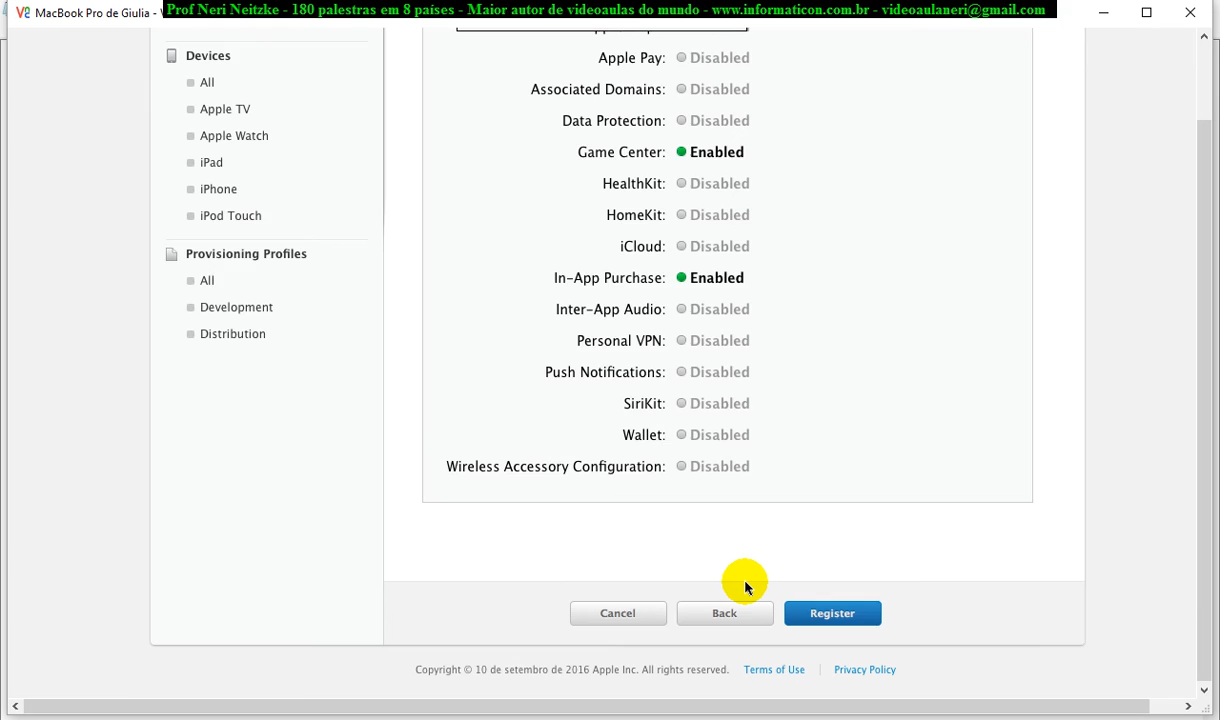 MacBook Pro de Giulia -
Prof Neri Neitzke - 180 palestras em 8 países - Maior autor de videoaulas do mundo - www.informaticon.com.br - videoaulaneri@gmail.com
Devices
All
Apple TV
Apple Watch
iPad
iPhone
iPod Touch
Provisioning Profiles
All
Development
Distribution
Apple Pay: Disabled
Associated Domains: Disabled
Data Protection: Disabled
Game Center: Enabled
HealthKit: Disabled
HomeKit: Disabled
iCloud: Disabled
In-App Purchase: Enabled
Inter-App Audio: Disabled
Personal VPN: Disabled
Push Notifications: Disabled
SiriKit: Disabled
Wallet: Disabled
Wireless Accessory Configuration: Disabled
Cancel
Back
Register
Copyright © 10 de setembro de 2016 Apple Inc. All rights reserved. Terms of Use | Privacy Policy